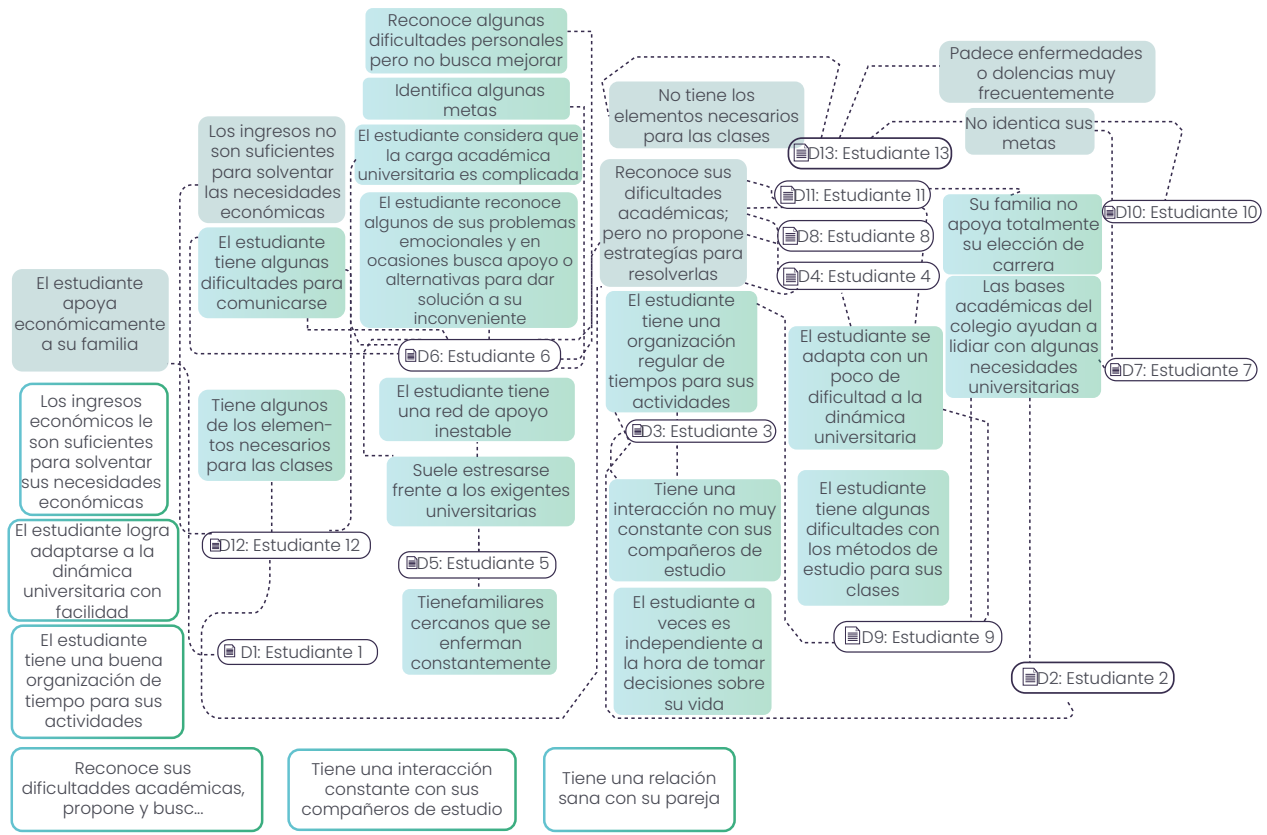 Reconoce algunas
dificultades personales
pero no busca mejorar
Identifica algunas
metas
El estudiante considera que
la carga académica
universitaria es complicada
El estudiante reconoce
algunos de sus problemas
emocionales y en
ocasiones busca apoyo o
alternativas para dar
solución a su
inconveniente
Los ingresos no
son suficientes
para solventar
las necesidades
económicas
El estudiante
tiene algunas
dificultades para
comunicarse
El estudiante
apoya
económicamente
a su familia
D6: Estudiante 6
El estudiante tiene
una red de apoyo
inestable
Suele estresarse
frente a los exigentes
universitarias
D5: Estudiante 5
Tienefamiliares
cercanos que se
enferman
constantemente
Los ingresos
económicos le
son suficientes
para solventar
sus necesidades
económicas
Tiene algunos
de los elemen-
tos necesarios
para las clases
El estudiante logra
adaptarse a la
dinámica
universitaria con
facilidad
D12: Estudiante 12
El estudiante
tiene una buena
organización de
tiempo para sus
actividades
D1: Estudiante 1
Padece enfermedades
o dolencias muy
frecuentemente
No tiene los
elementos necesarios
para las clases
No identica sus
metas
D13: Estudiante 13
Reconoce sus
dificultades
académicas;
pero no propone
estrategías para
resolverlas
D11: Estudiante 11
D8: Estudiante 8
D4: Estudiante 4
Su familia no
apoya totalmente
su elección de
carrera
D10: Estudiante 10
Las bases
académicas del
colegio ayudan a
lidiar con algunas
necesidades
universitarias
D7: Estudiante 7
El estudiante
tiene una
organización
regular de
tiempos para sus
actividades
El estudiante se
adapta con un
poco de
dificultad a la
dinámica
universitaria
D3: Estudiante 3
Tiene una
interacción no muy
constante con sus
compañeros de
estudio
El estudiante
tiene algunas
dificultades con
los métodos de
estudio para sus
clases
El estudiante a
veces es
independiente a
la hora de tomar
decisiones sobre
su vida
D9: Estudiante 9
D2: Estudiante 2
Reconoce sus
dificultaddes académicas,
propone y busc...
Tiene una interacción
constante con sus
compañeros de estudio
Tiene una relación
sana con su pareja